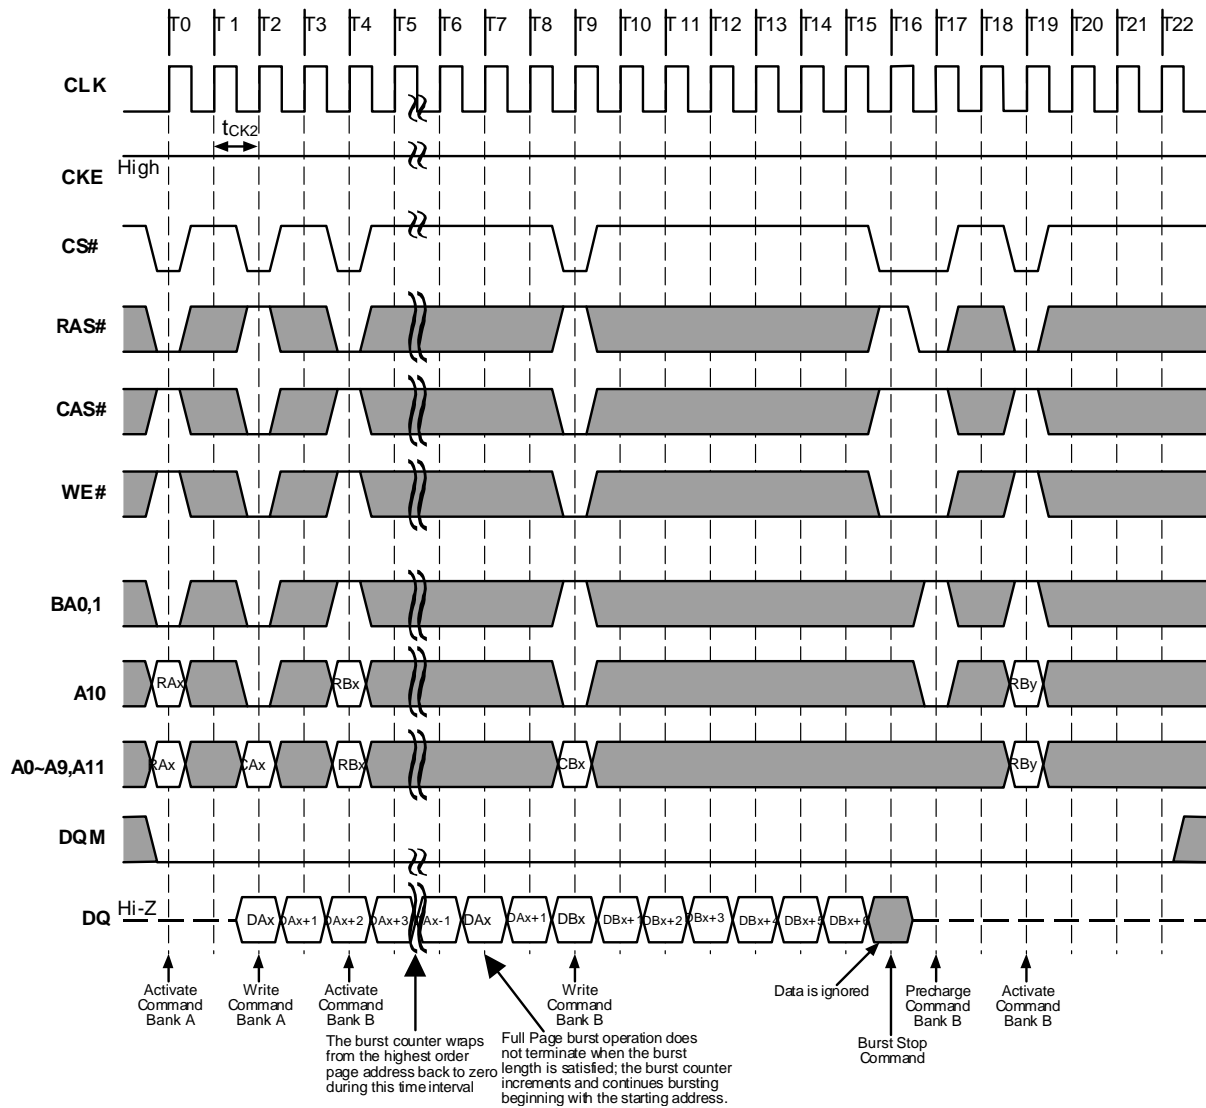 T0 T 1 T2 T3 T4 T5 T6 T7 T8 T9 T10 T 11 T12 T13 T14 T15 T16 T17 T18 T19 T20 T21 T22
CLK
tCK2
High
CKE
CS#
RAS#
CAS#
WE#
BA0,1
A10
RAx RBx RBy
A0~A9,A11
RAx CAx RBx CBx RBy
DQM
DQ
Hi-Z
DAx DAx+1 DAx+2 DAx+3 DAx-1 DAx DAx+1 DBx DBx+1 DBx+2 DBx+3 DBx+4 DBx+5 DBx+6
Activate
Command
Bank A
Write
Command
Bank A
Activate
Command
Bank B
The burst counter wraps
from the highest order
page address back to zero
during this time interval
Full Page burst operation does
not terminate when the burst
length is satisfied; the burst counter
increments and continues bursting
beginning with the starting address.
Write
Command
Bank B
Data is ignored
Burst Stop
Command
Precharge
Command
Bank B
Activate
Command
Bank B